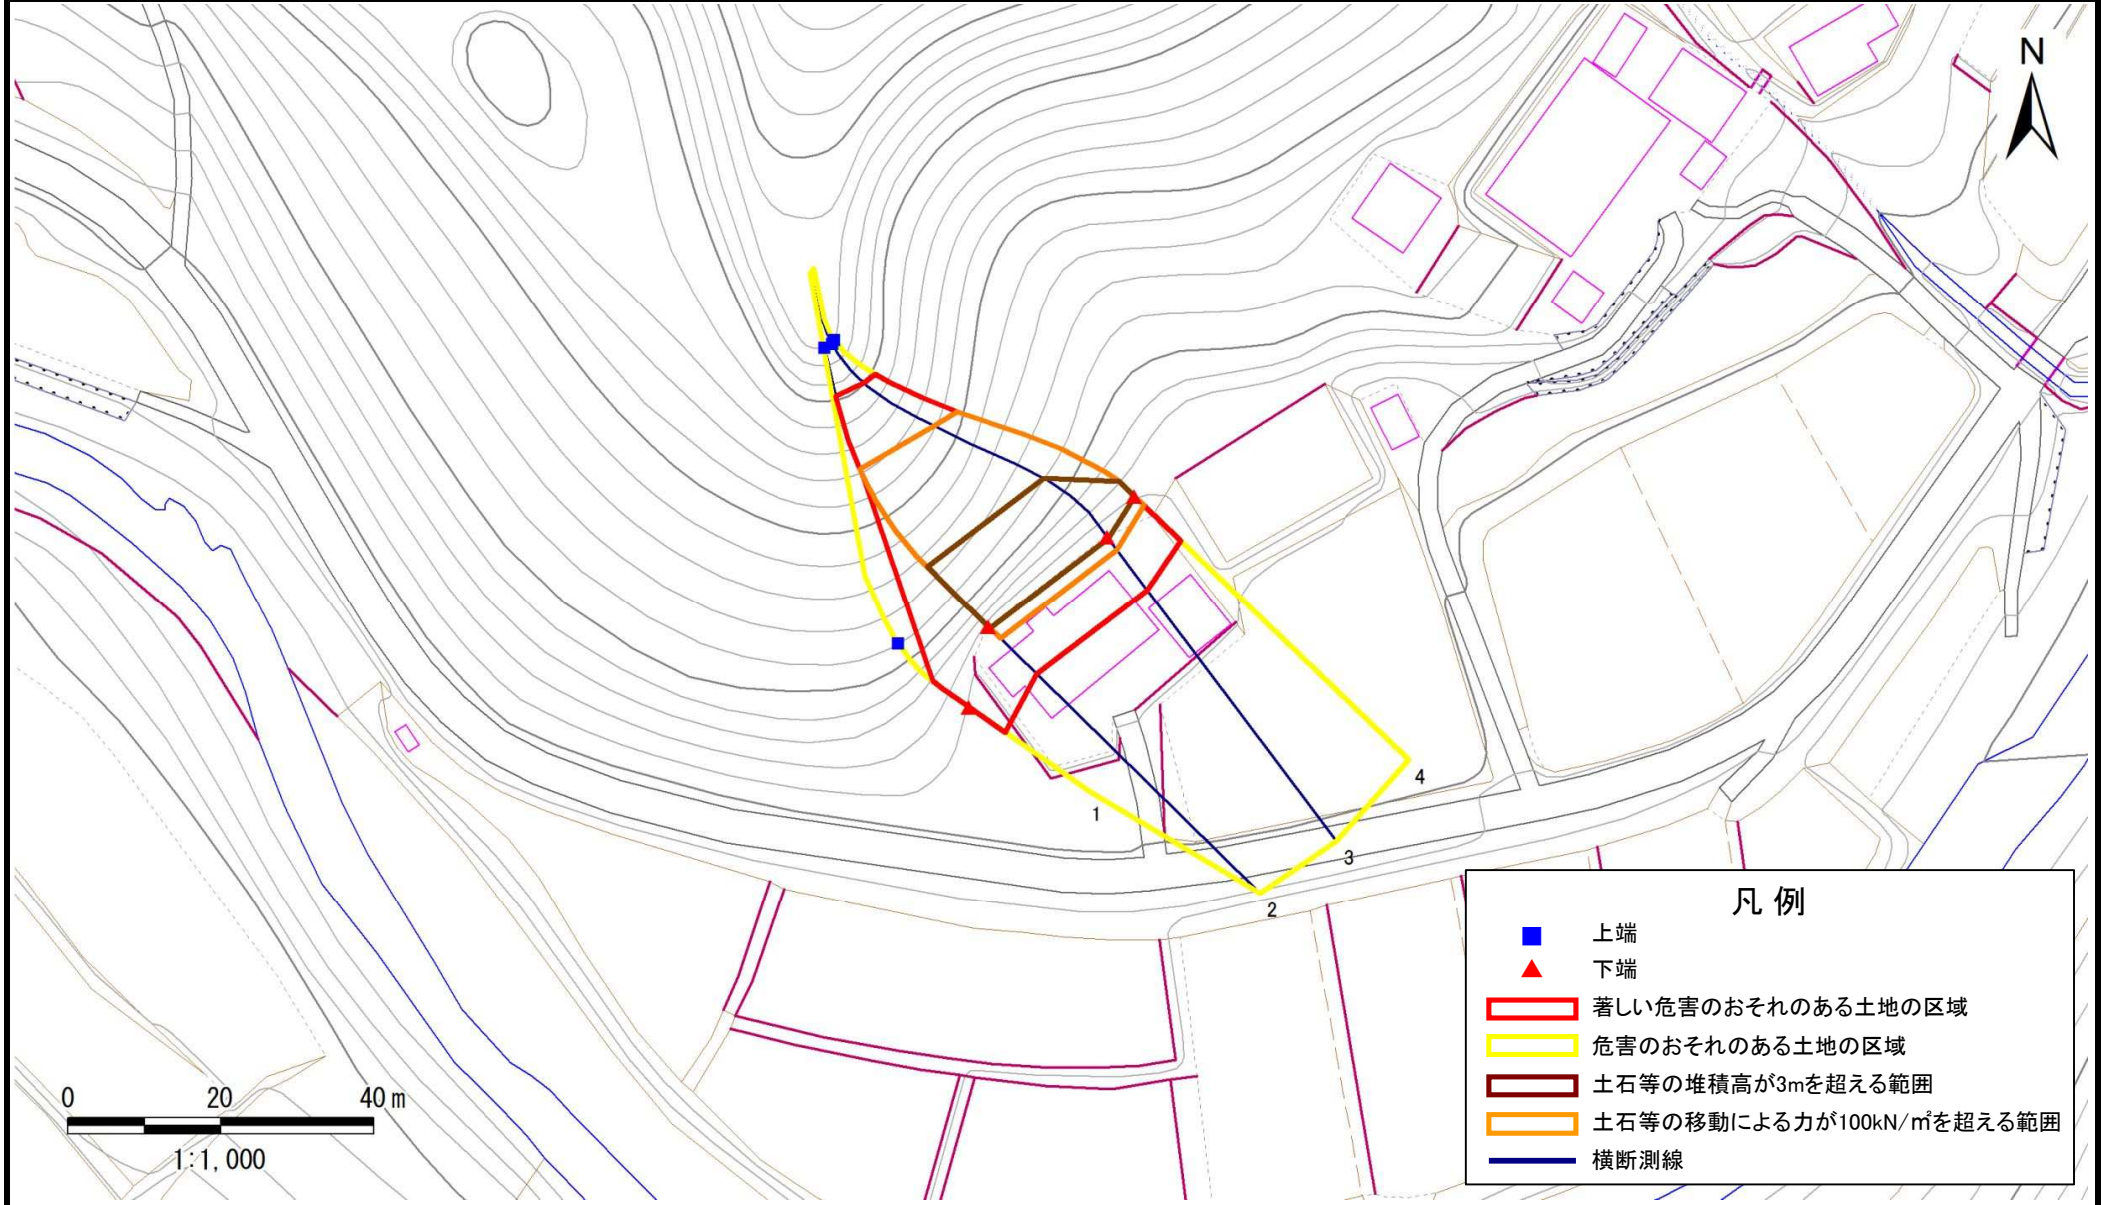 N
4
1
3
2
凡 例
上端
下端
著しい危害のおそれのある土地の区域
危害のおそれのある土地の区域
土石等の堆積高が3mを超える範囲
土石等の移動による力が100kN/㎡を超える範囲
横断測線
0 20 40 m
1:1,000